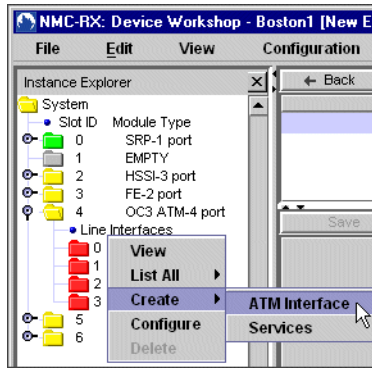 NMC-RX: Device Workshop - Boston1 [New E
File Edit View Configuration
Instance Explorer
Back
System
Slot ID Module Type
0 SRP-1 port
1 EMPTY
2 HSSI-3 port
3 FE-2 port
4 OC3 ATM-4 port
Save
Line Interfaces
0
1
2
3
View
List All
Create
Configure
Delete
ATM Interface
Services
5
6